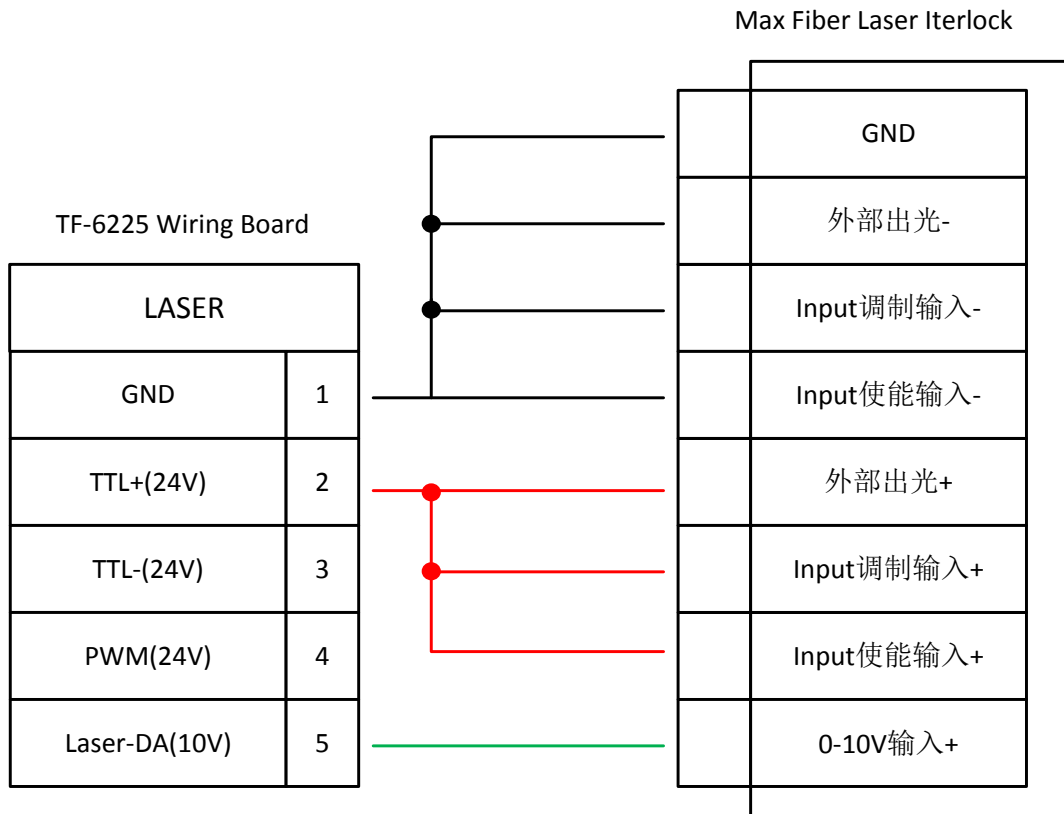 Max Fiber Laser Iterlock
TF-6225 Wiring Board
LASER
GND 1
TTL+(24V) 2
TTL-(24V) 3
PWM(24V) 4
Laser-DA(10V) 5
GND
外部出光-
Input调制输入-
Input使能输入-
外部出光+
Input调制输入+
Input使能输入+
0-10V输入+